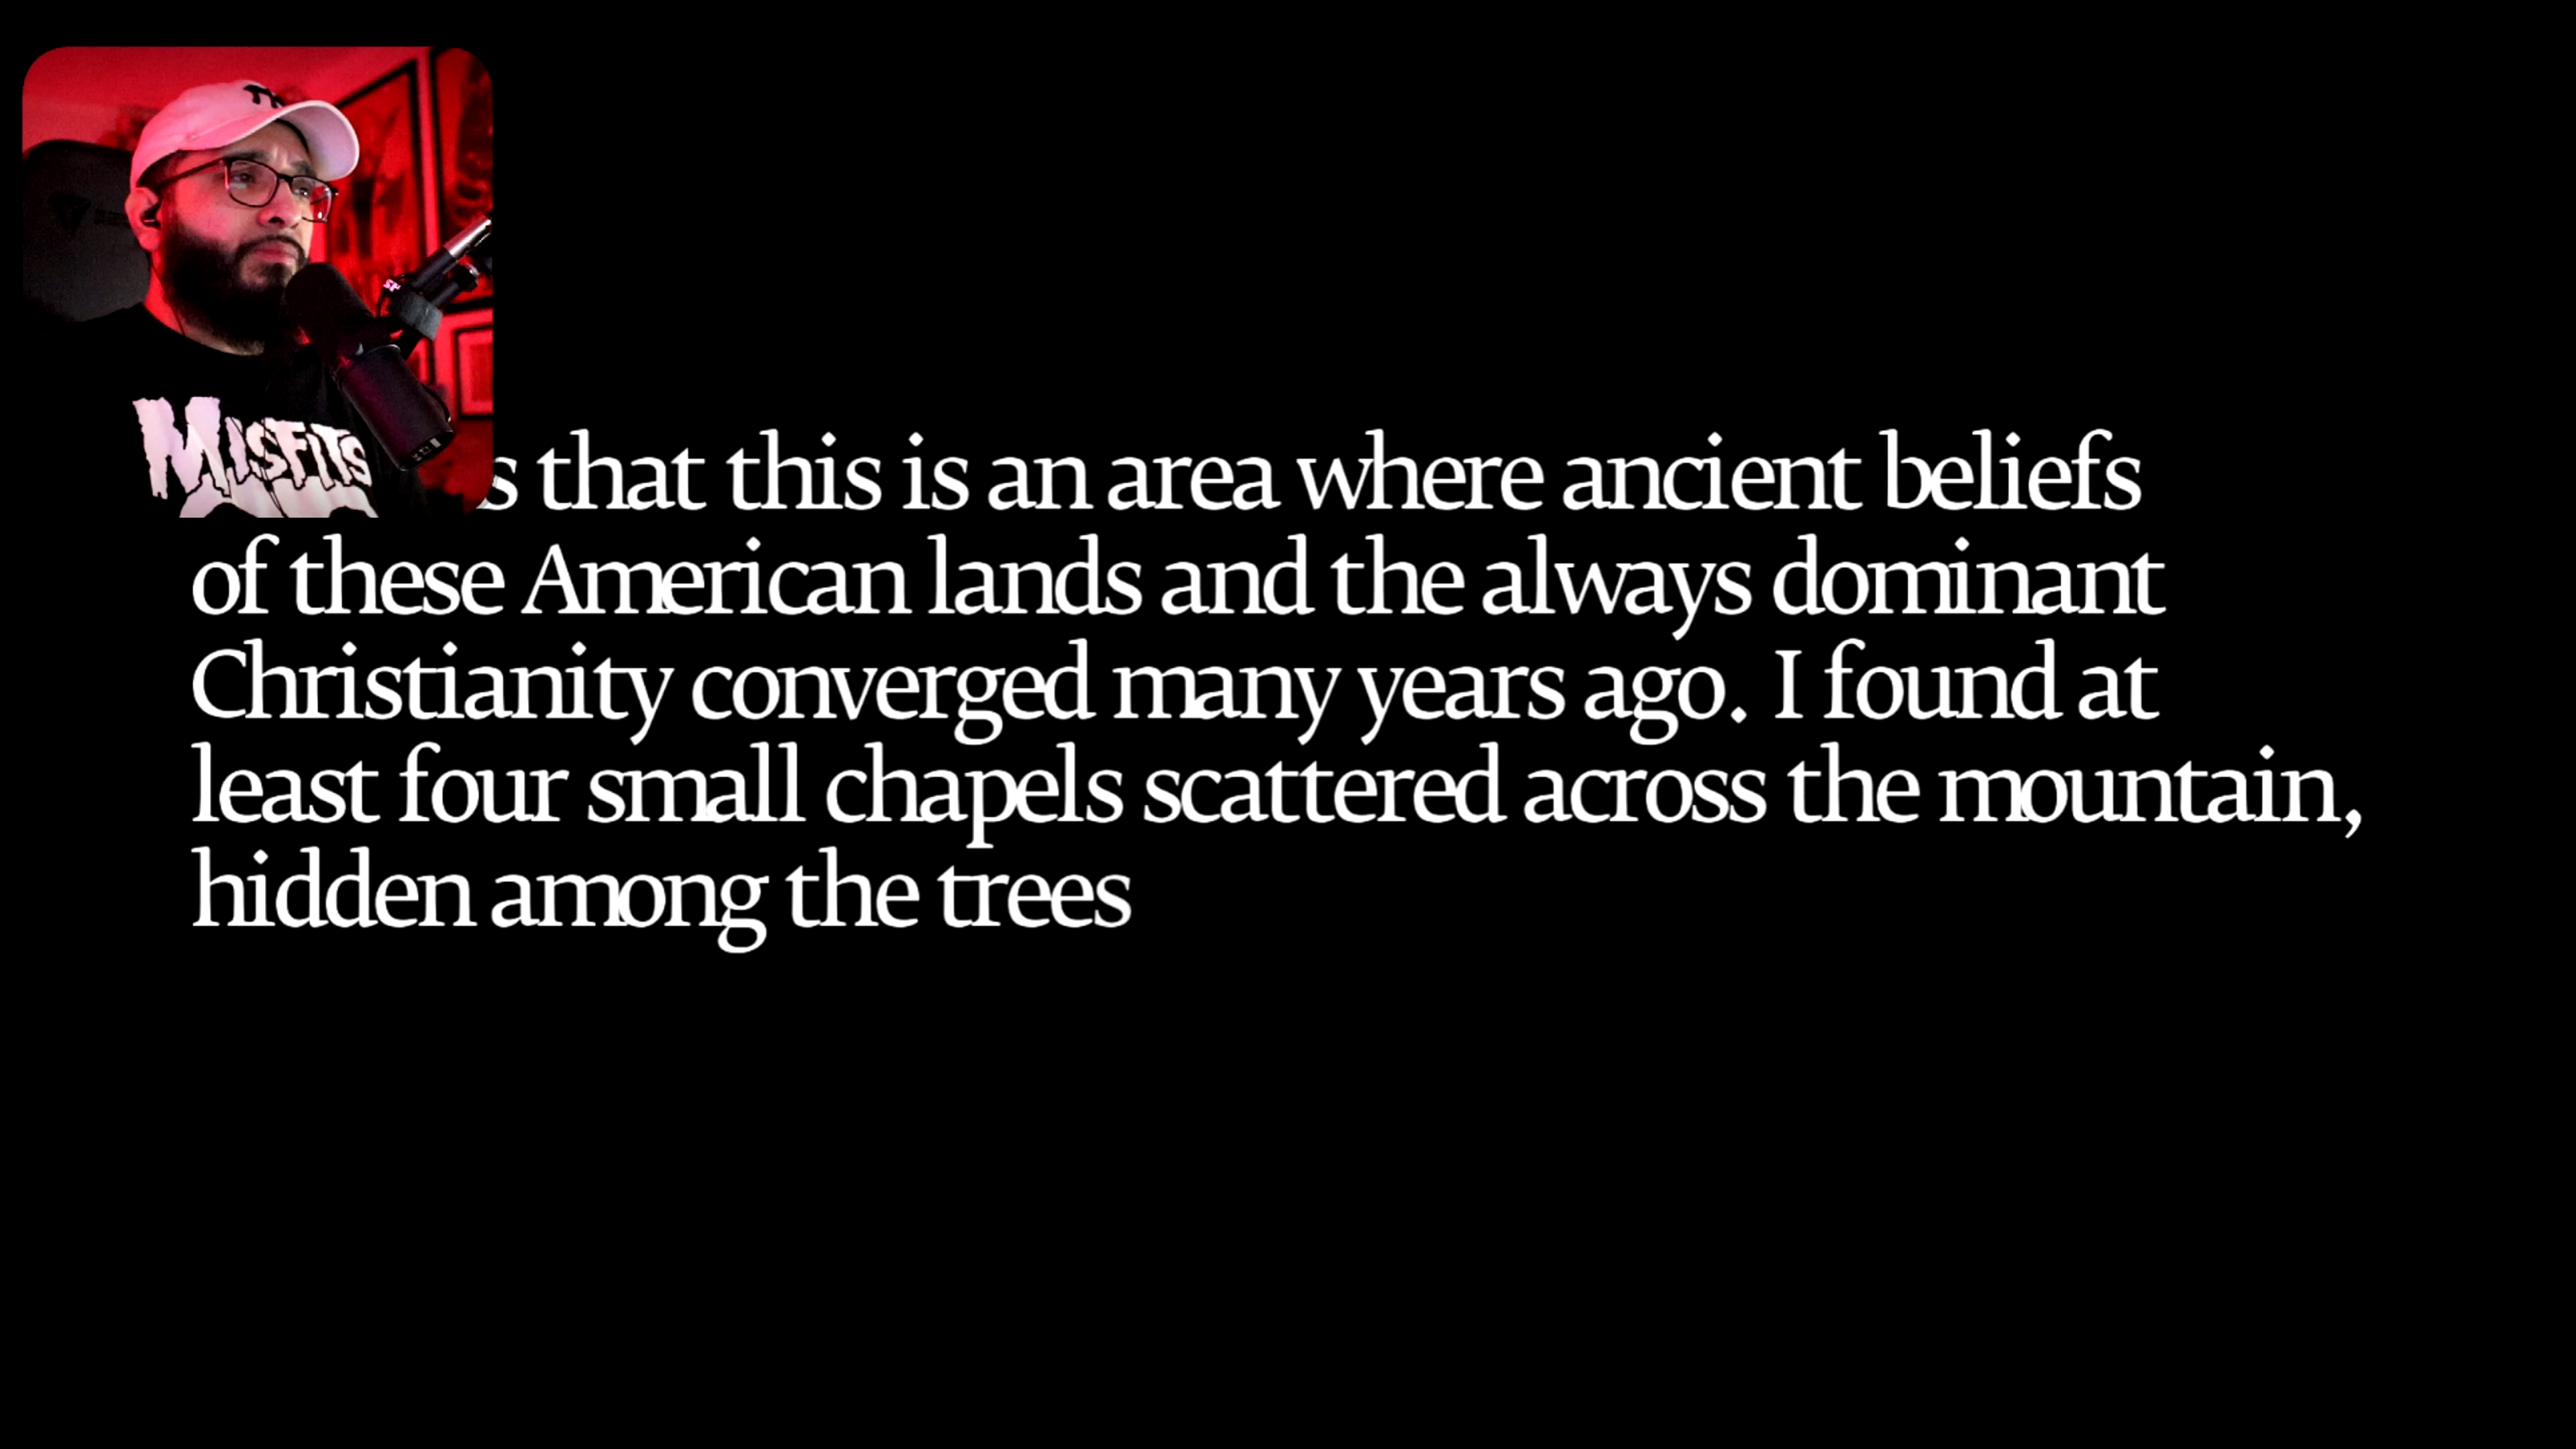 MISFITS
that this is an area where ancient beliefs
of these American lands and the always dominant
Christianity converged many years ago. I found at
least four small chapels scattered across the mountain,
hidden among the trees